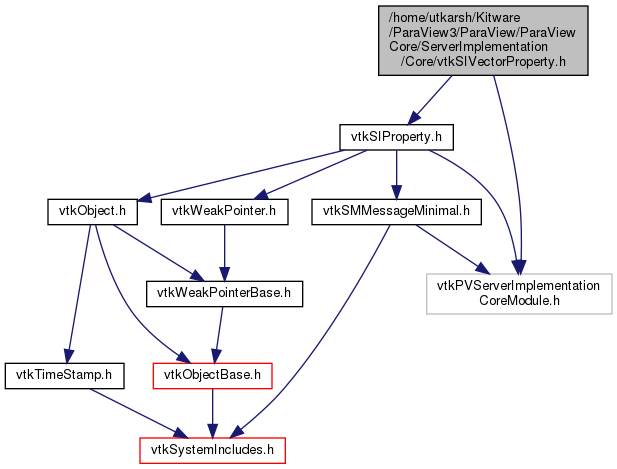 /home/utkarsh/Kitware
/ParaView3/ParaView/ParaView
Core/ServerImplementation
/Core/vtkSIVectorProperty.h
vtkSIProperty.h
vtkObject.h
vtkWeakPointer.h
vtkSMMessageMinimal.h
vtkPVServerImplementation
CoreModule.h
vtkWeakPointerBase.h
vtkTimeStamp.h
vtkObjectBase.h
vtkSystemIncludes.h